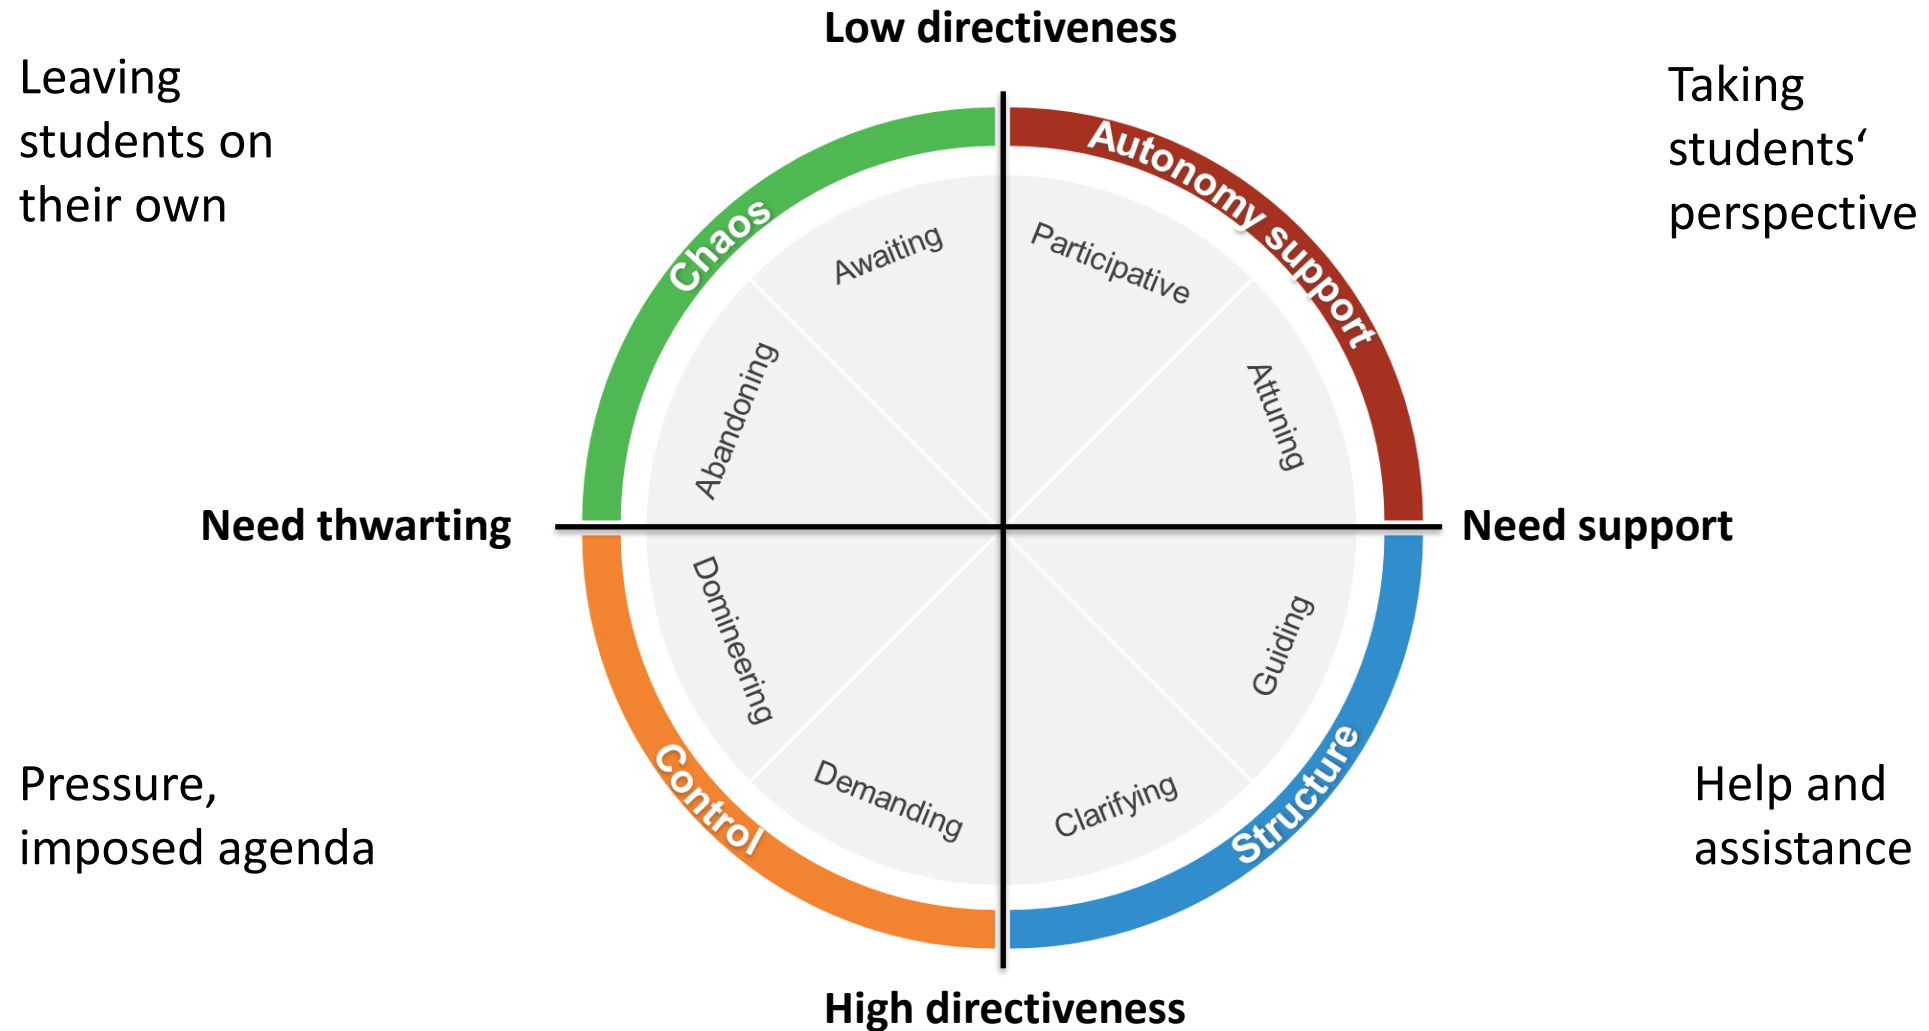 Low directiveness
Leaving
students on
their own
Taking
students‘
perspective
Chaos
Autonomy support
Awaiting
Participative
Abandoning
Attuning
Need thwarting
Need support
Domineering
Guiding
Demanding
Clarifying
Control
Structure
Pressure,
imposed agenda
Help and
assistance
High directiveness